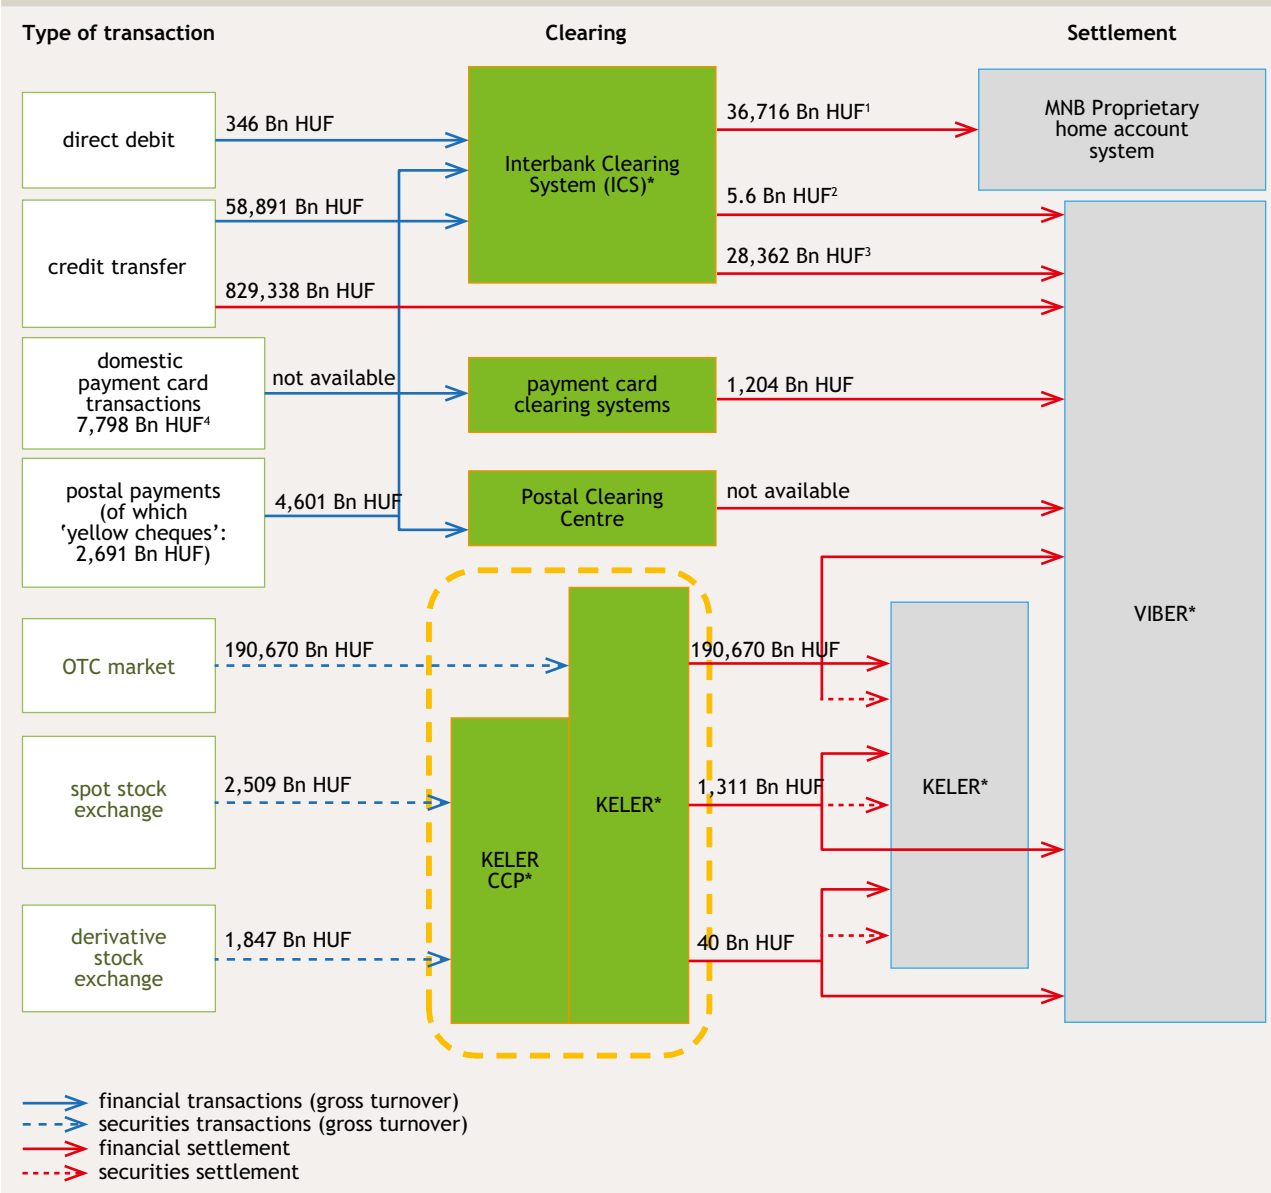 Type of transaction
Clearing
Settlement
direct debit
346 Bn HUF
Interbank Clearing
System (ICS)*
36,716 Bn HUF¹
MNB Proprietary
home account
system
credit transfer
58,891 Bn HUF
5.6 Bn HUF²
28,362 Bn HUF³
829,338 Bn HUF
domestic
payment card
transactions
7,798 Bn HUF⁴
not available
payment card
clearing systems
1,204 Bn HUF
postal payments
(of which
‘yellow cheques’:
2,691 Bn HUF)
4,601 Bn HUF
Postal Clearing
Centre
not available
VIBER*
OTC market
190,670 Bn HUF
190,670 Bn HUF
spot stock
exchange
2,509 Bn HUF
KELER*
1,311 Bn HUF
KELER*
KELER
CCP*
derivative
stock
exchange
1,847 Bn HUF
40 Bn HUF
financial transactions (gross turnover)
securities transactions (gross turnover)
financial settlement
securities settlement